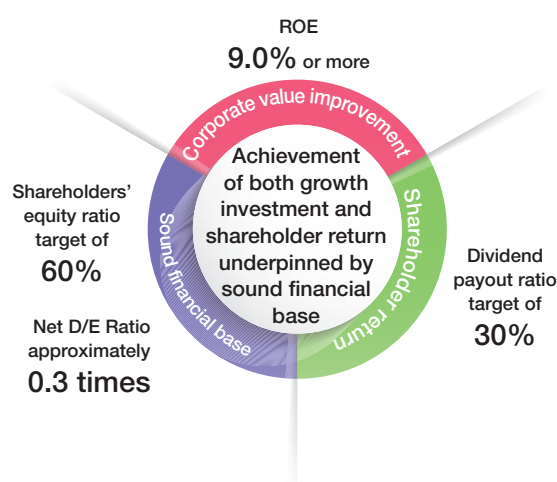 ROE
9.0% or more
Corporate value improvement
Achievement
of both growth
investment and
shareholder return
underpinned by
sound financial
base
Shareholders'
equity ratio
target of
60%
Net D/E Ratio
approximately
0.3 times
Sound financial base
Shareholder return
Dividend
payout ratio
target of
30%